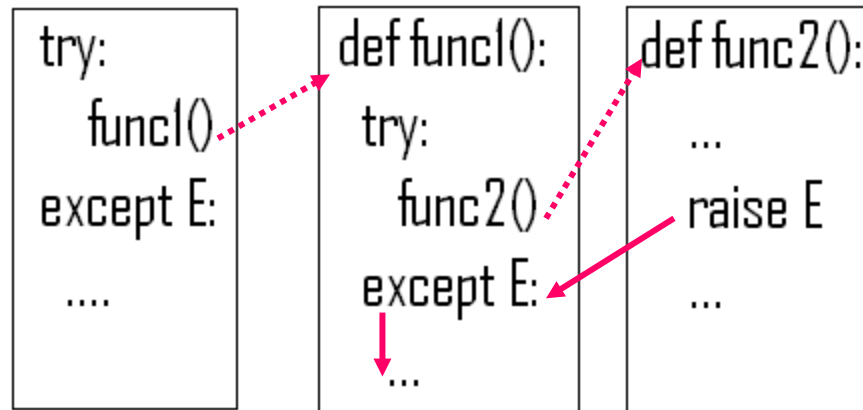 try:
func1()
except E:
....
def func1():
try:
func2()
except E:
...
def func2():
...
raise E
...